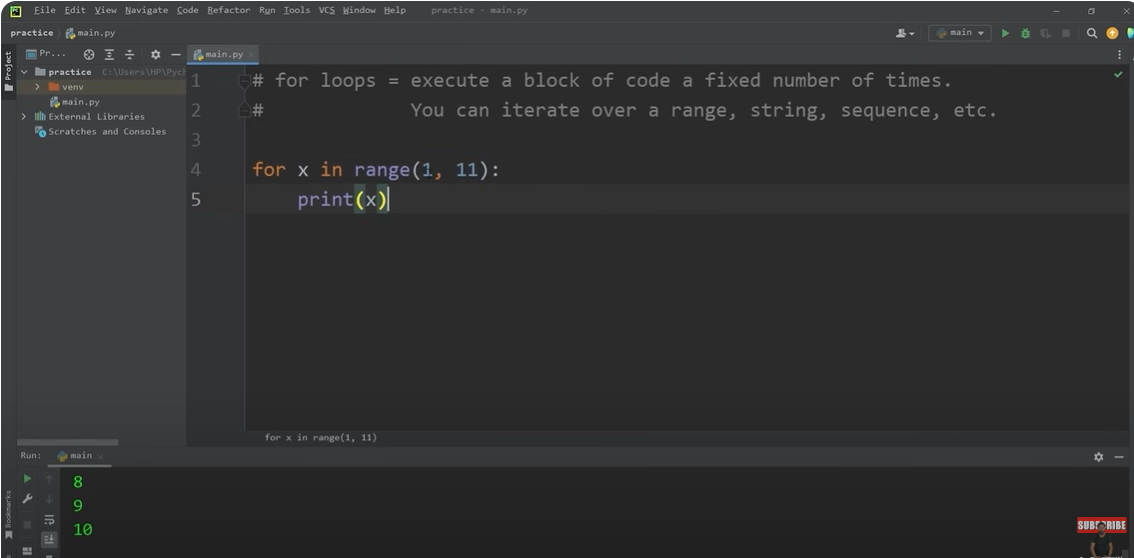 File Edit View Navigate Code Refactor Run Tools VCS Window Help practice - main.py
practice main.py main
Project
Pr... main.py
practice C:\Users\HP\Pych
venv
main.py
External Libraries
Scratches and Consoles
1 # for loops = execute a block of code a fixed number of times.
2 # You can iterate over a range, string, sequence, etc.
3
4 for x in range(1, 11):
5 print(x)
for x in range(1, 11)
Run: main
8
9
10
Bookmarks
SUBSCRIBE